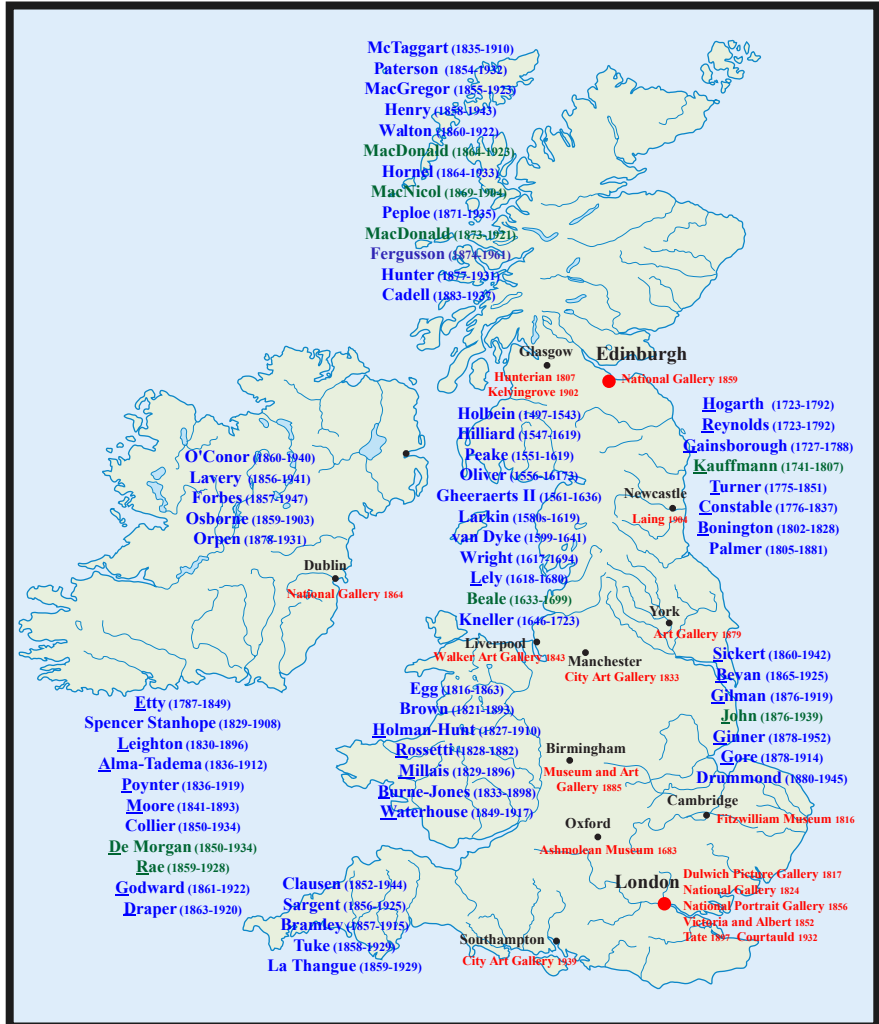 McTaggart (1835-1910)
Paterson (1854-1932)
MacGregor (1855-1923)
Henry (1858-1943)
Walton (1860-1922)
MacDonald (1864-1923)
Hornel (1864-1933)
MacNicol (1869-1904)
Peploe (1871-1935)
MacDonald (1873-1921)
Fergusson (1874-1961)
Hunter (1877-1931)
Cadell (1883-1937)
Glasgow
Hunterian 1807
Kelvingrove 1902
Edinburgh
National Gallery 1859
Holbein (1497-1543)
Hilliard (1547-1619)
Peake (1551-1619)
Oliver (1556-16173)
Gheeraerts II (1561-1636)
Larkin (1580s-1619)
van Dyke (1599-1641)
Wright (1617-1694)
Lely (1618-1680)
Beale (1633-1699)
Kneller (1646-1723)
Hogarth (1723-1792)
Reynolds (1723-1792)
Gainsborough (1727-1788)
Kauffmann (1741-1807)
Turner (1775-1851)
Constable (1776-1837)
Bonington (1802-1828)
Palmer (1805-1881)
Newcastle
Laing 1904
O'Conor (1860-1940)
Lavery (1856-1941)
Forbes (1857-1947)
Osborne (1859-1903)
Orpen (1878-1931)
Dublin
National Gallery 1864
York
Art Gallery 1879
Liverpool
Walker Art Gallery 1843
Manchester
City Art Gallery 1833
Sickert (1860-1942)
Bevan (1865-1925)
Gilman (1876-1919)
John (1876-1939)
Ginner (1878-1952)
Gore (1878-1914)
Drummond (1880-1945)
Egg (1816-1863)
Brown (1821-1893)
Holman-Hunt (1827-1910)
Rossetti (1828-1882)
Millais (1829-1896)
Burne-Jones (1833-1898)
Waterhouse (1849-1917)
Etty (1787-1849)
Spencer Stanhope (1829-1908)
Leighton (1830-1896)
Alma-Tadema (1836-1912)
Poynter (1836-1919)
Moore (1841-1893)
Collier (1850-1934)
De Morgan (1850-1934)
Rae (1859-1928)
Godward (1861-1922)
Draper (1863-1920)
Birmingham
Museum and Art
Gallery 1885
Cambridge
Fitzwilliam Museum 1816
Oxford
Ashmolean Museum 1683
London
Dulwich Picture Gallery 1817
National Gallery 1824
National Portrait Gallery 1856
Victoria and Albert 1852
Tate 1897 Courtauld 1932
Clausen (1852-1944)
Sargent (1856-1925)
Bramley (1857-1915)
Tuke (1858-1929)
La Thangue (1859-1929)
Southampton
City Art Gallery 1939